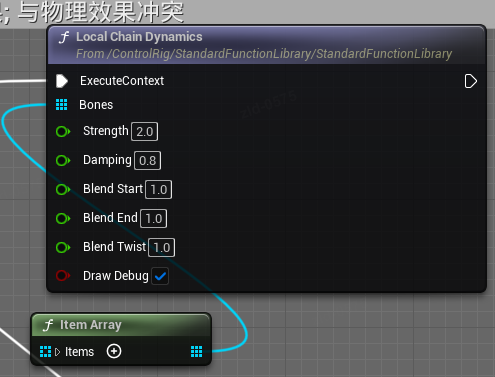 ; 与物理效果冲突
Local Chain Dynamics
From /ControlRig/StandardFunctionLibrary/StandardFunctionLibrary
ExecuteContext
Bones
Strength 2.0
Damping 0.8
Blend Start 1.0
Blend End 1.0
Blend Twist 1.0
Draw Debug
Item Array
Items